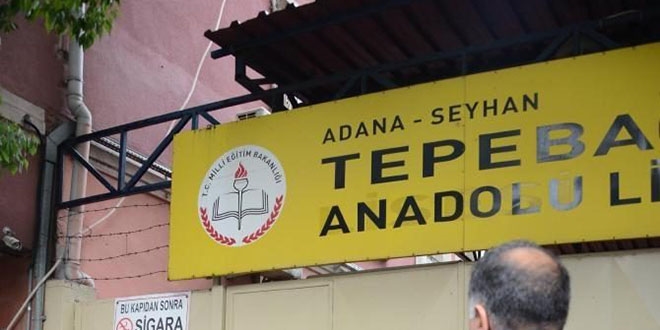 ADANA - SEYHAN
TEPEBA
ANADOLU Lİ
T.C. MİLLİ EĞİTİM BAKANLIĞI
BU KAPIDAN SONRA
SİGARA